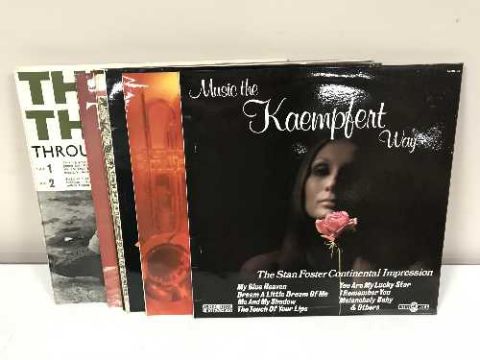 TH
TH
THROU
1
2
Music the
Kaempfert
Way
The Stan Foster Continental Impression
My Blue Heaven
Dream A Little Dream Of Me
Me And My Shadow
The Touch Of Your Lips
You Are My Lucky Star
I Remember You
Melancholy Baby
& Others